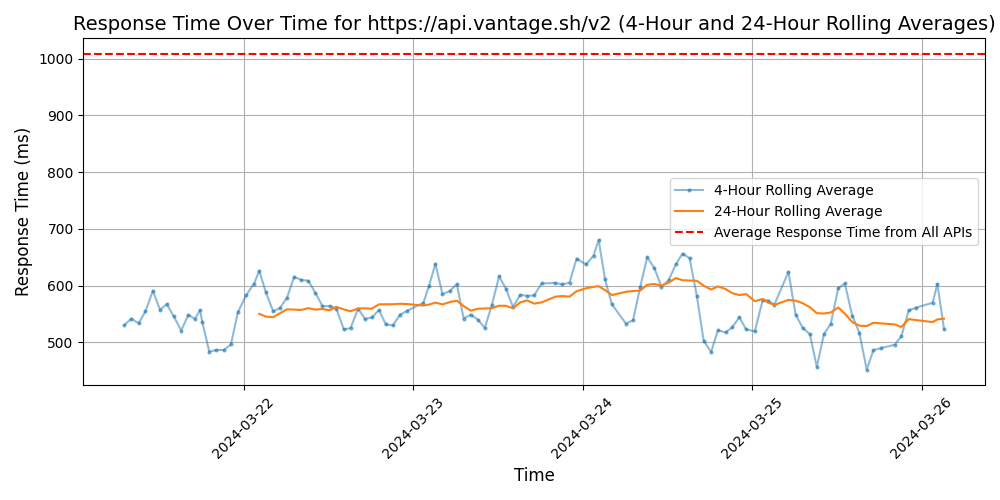 Response Time Over Time for https://api.vantage.sh/v2 (4-Hour and 24-Hour Rolling Averages)
Response Time (ms)
1000
900
800
700
600
500
4-Hour Rolling Average
24-Hour Rolling Average
Average Response Time from All APIs
2024-03-22
2024-03-23
2024-03-24
2024-03-25
2024-03-26
Time